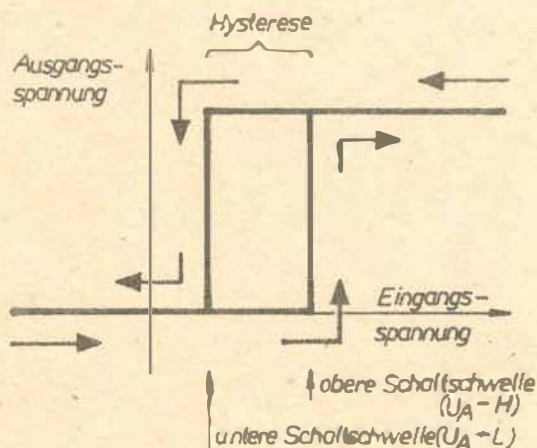 Hysterese
Ausgangs-
spannung
Eingangs-
spannung
obere Schaltschwelle
(UA - H)
untere Schaltschwelle (UA - L)